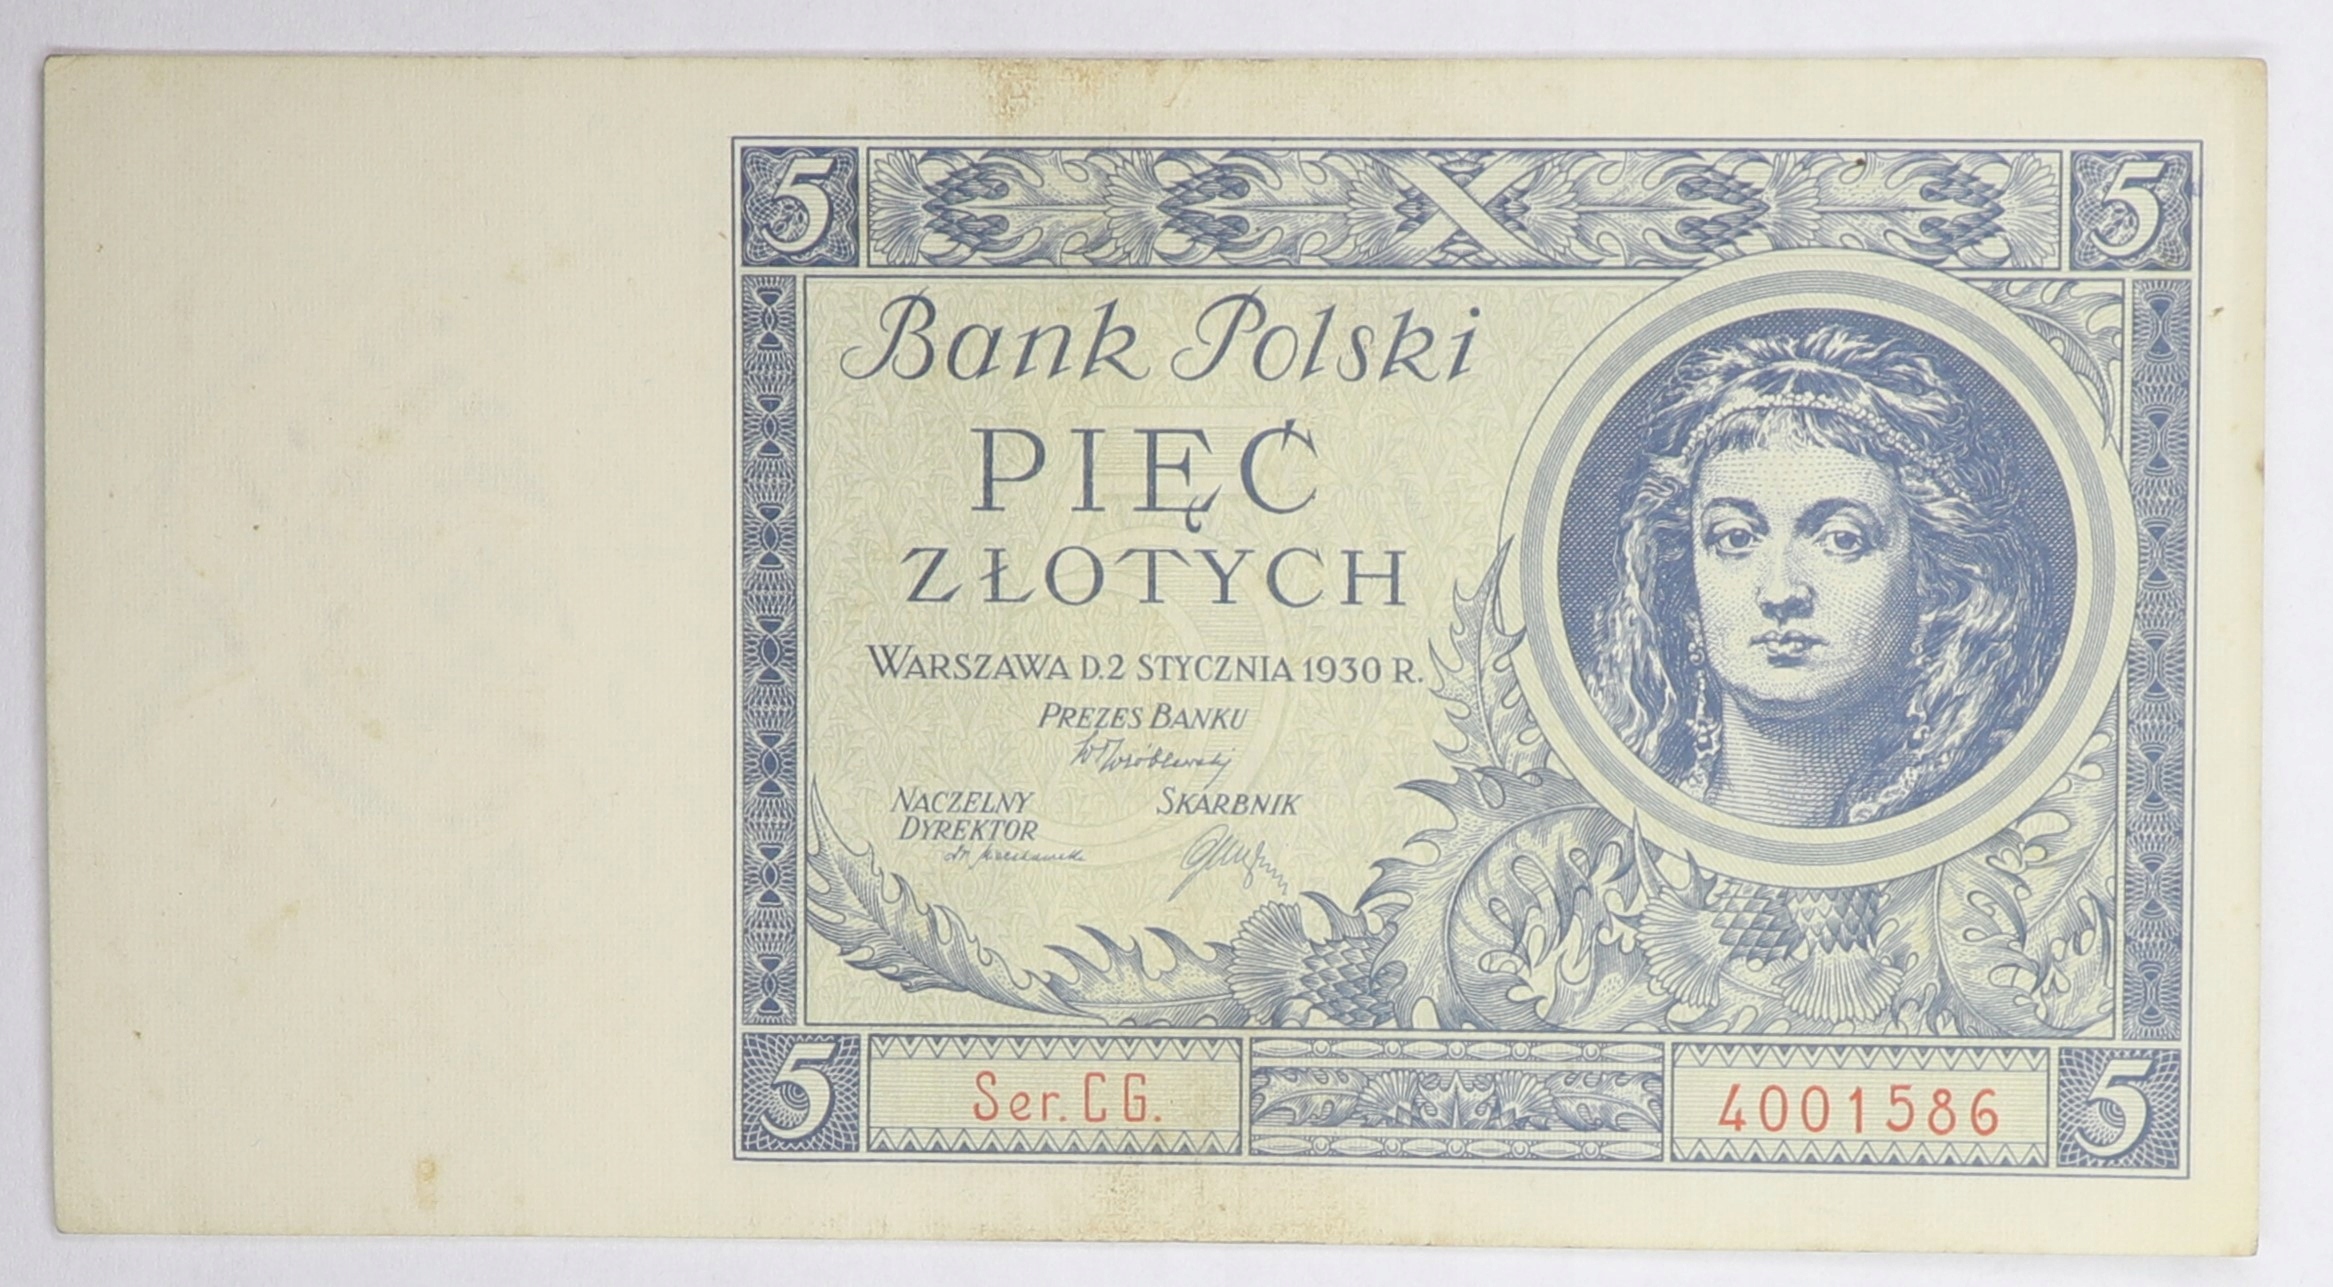 5 5
Bank Polski
PIĘĆ
ZŁOTYCH
WARSZAWA D.2 STYCZNIA 1930 R.
PREZES BANKU
WWróblewski
NACZELNY SKARBNIK
DYREKTOR
5 Ser. CG. 4001586 5